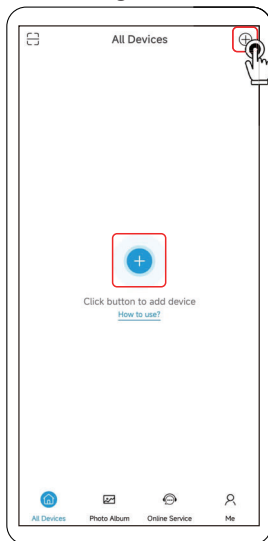 All Devices
Click button to add device
How to use?
All Devices
Photo Album
Online Service
Me